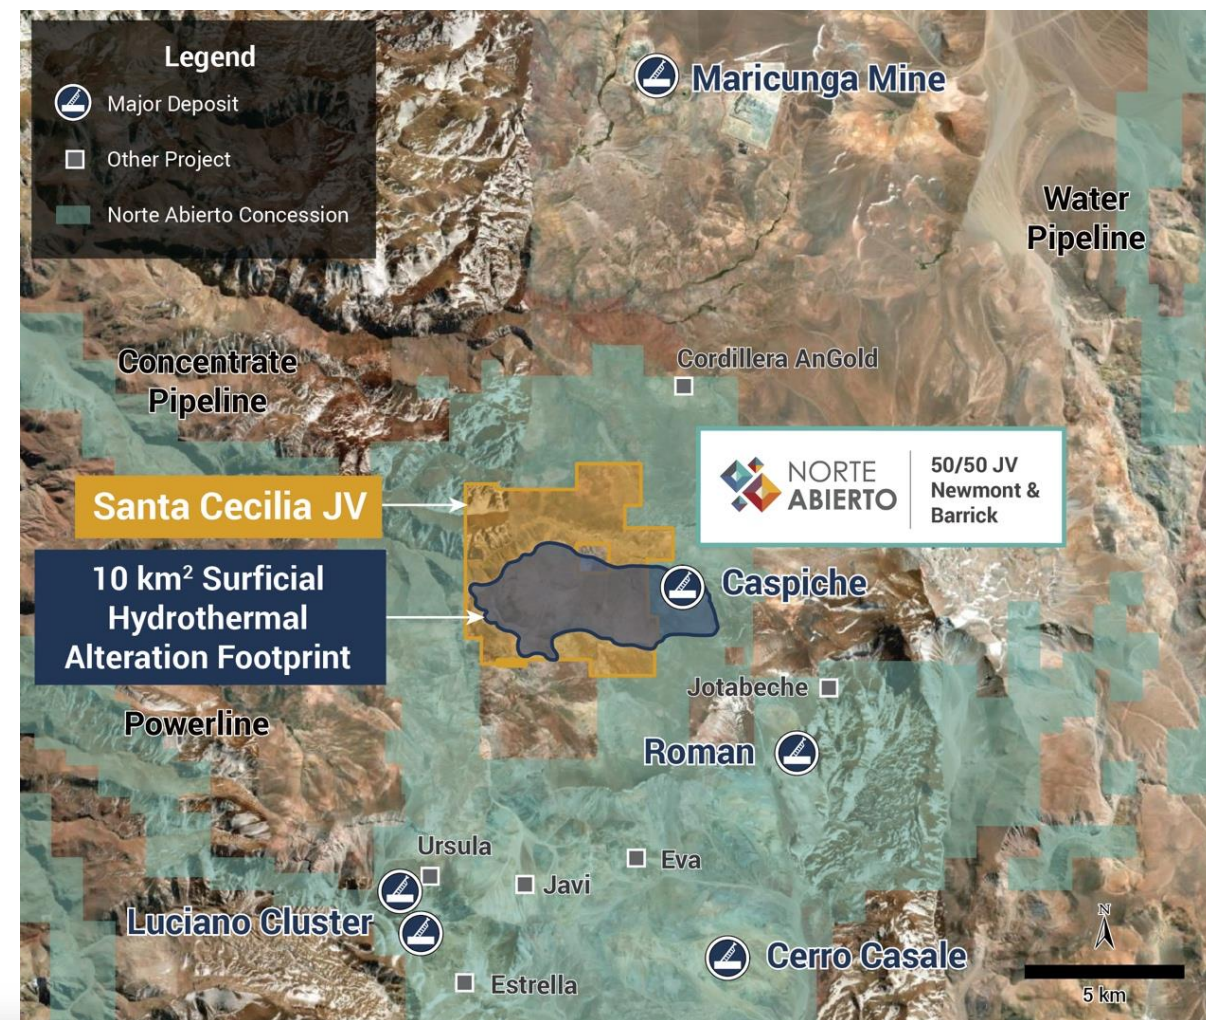 Legend
Major Deposit
Other Project
Norte Abierto Concession
Maricunga Mine
Water
Pipeline
Concentrate
Pipeline
Cordillera AnGold
NORTE
ABIERTO
50/50 JV
Newmont &
Barrick
Santa Cecilia JV
10 km² Surficial
Hydrothermal
Alteration Footprint
Caspiche
Jotabeche
Powerline
Roman
Ursula
Eva
Javi
Luciano Cluster
Cerro Casale
Estrella
N
5 km